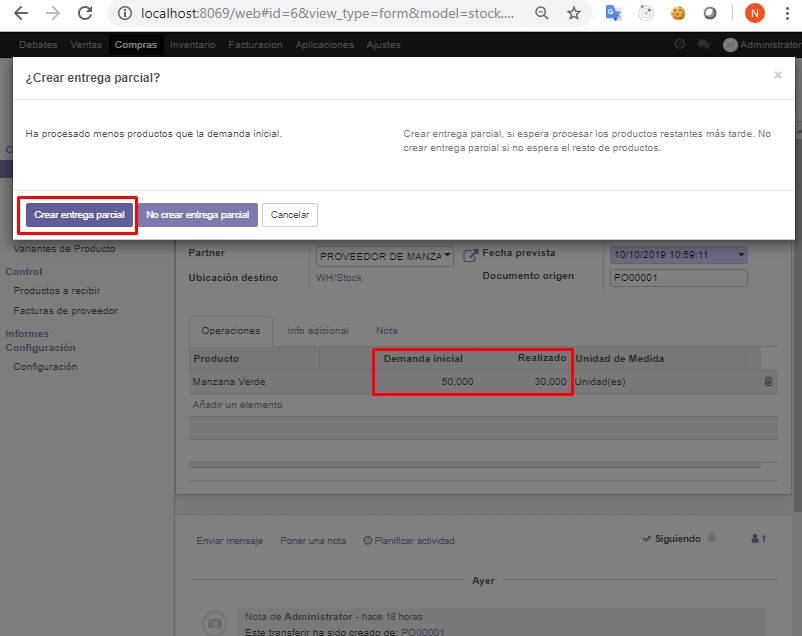 localhost:8069/web#id=6&view_type=form&model=stock....
N
Debates Ventas Compras Inventario Facturacion Aplicaciones Ajustes Administrator
¿Crear entrega parcial? ×
Ha procesado menos productos que la demanda inicial.
Crear entrega parcial, si espera procesar los productos restantes más tarde. No
crear entrega parcial si no espera el resto de productos.
Crear entrega parcial No crear entrega parcial Cancelar
Variantes de Producto
Control
Productos a recibir
Facturas de proveedor
Informes
Configuración
Configuración
Partner PROVEEDOR DE MANZA Fecha prevista 10/10/2019 10:59:11
Ubicación destino WH/Stock Documento origen PO00001
Operaciones Info adicional Nota
Producto Demanda inicial Realizado Unidad de Medida
Manzana Verde 50,000 30,000 Unidad(es)
Añadir un elemento
Enviar mensaje Poner una nota Planificar actividad Siguiendo 1
Ayer
Nota de Administrator - hace 18 horas
Este transferir ha sido creado de: PO00001